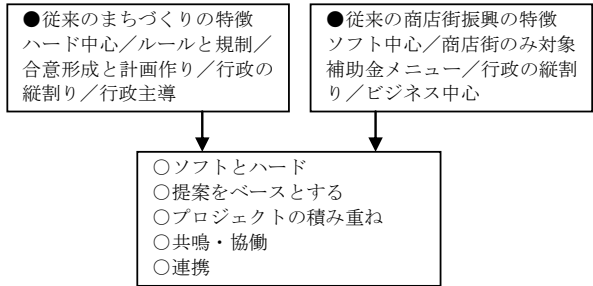 ●従来のまちづくりの特徴
ハード中心／ルールと規制／
合意形成と計画作り／行政の
縦割り／行政主導
●従来の商店街振興の特徴
ソフト中心／商店街のみ対象
補助金メニュー／行政の縦割
り／ビジネス中心
○ソフトとハード
○提案をベースとする
○プロジェクトの積み重ね
○共鳴・協働
○連携